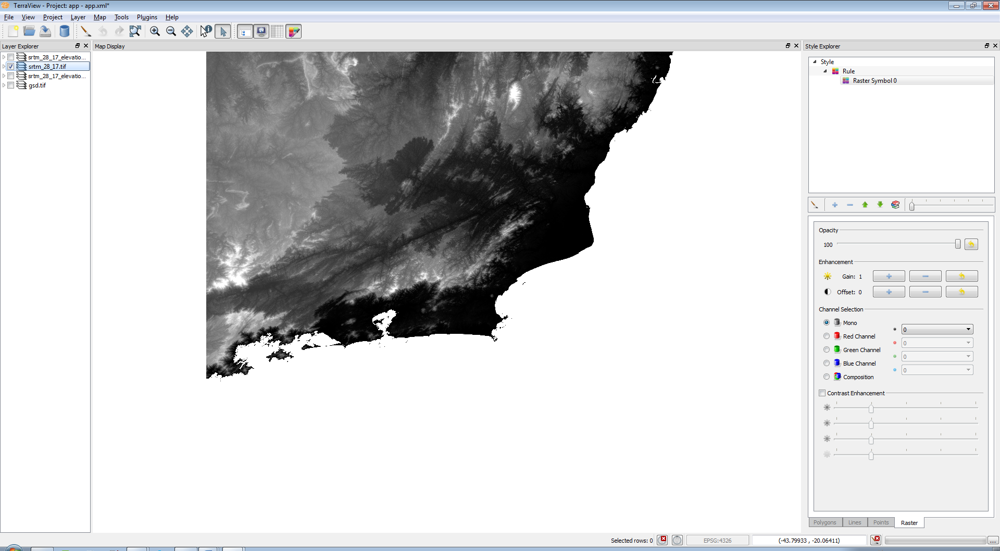 TerraView - Project: app - app.xml*
File View Project Layer Map Tools Plugins Help
Layer Explorer
Map Display
Style Explorer
srtm_28_17_elevatio...
srtm_28_17.tif
srtm_28_17_elevatio...
gsd.tif
Style
Rule
Raster Symbol 0
Opacity
100
Enhancement
Gain: 1
Offset: 0
Channel Selection
Mono
0
Red Channel
0
Green Channel
0
Blue Channel
0
Composition
Contrast Enhancement
Polygons Lines Points Raster
Selected rows: 0
EPSG:4326
(-43.79933 , -20.06411)
...